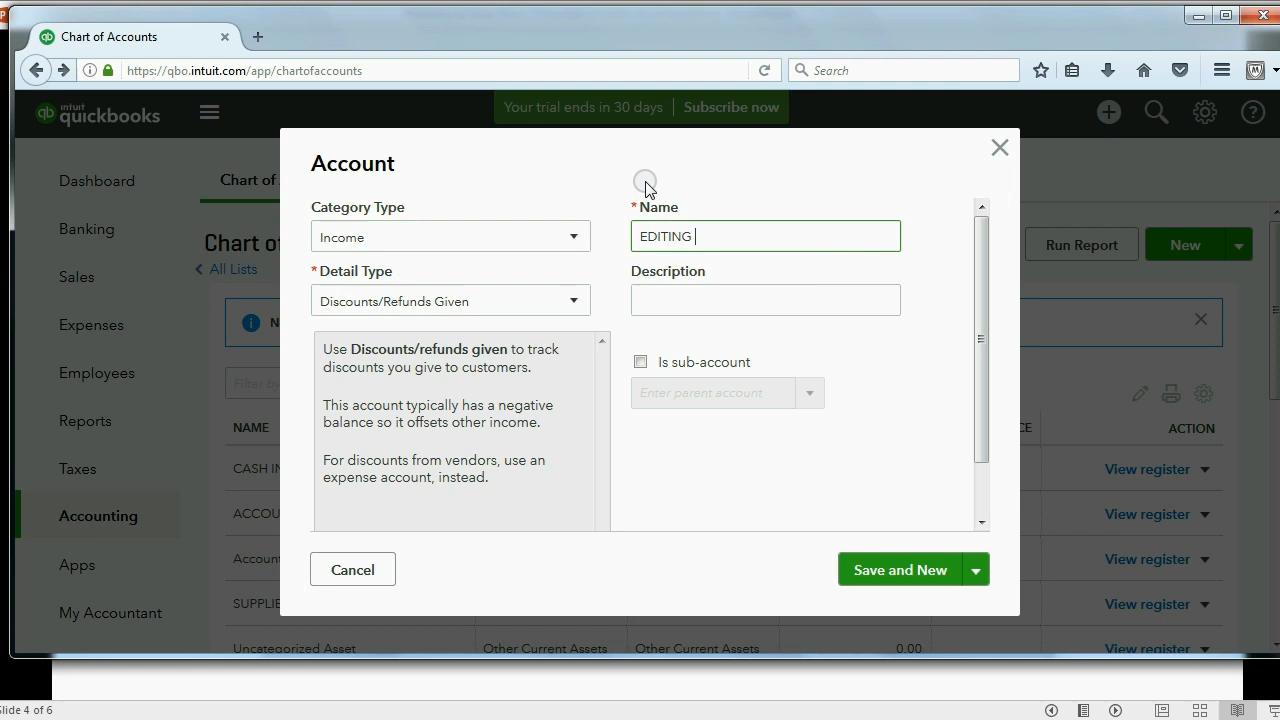 Chart of Accounts
https://qbo.intuit.com/app/chartofaccounts
Search
intuit quickbooks
Your trial ends in 30 days
Subscribe now
Dashboard
Banking
Sales
Expenses
Employees
Reports
Taxes
Accounting
Apps
My Accountant
Chart of
Chart of
All Lists
Run Report
New
N
Filter by
NAME
CE
ACTION
CASH IN
View register
ACCOU
View register
Account
View register
SUPPLIE
View register
Uncategorized Asset
Other Current Assets
Other Current Assets
0.00
View register
Account
Category Type
Income
* Detail Type
Discounts/Refunds Given
Use Discounts/refunds given to track
discounts you give to customers.
This account typically has a negative
balance so it offsets other income.
For discounts from vendors, use an
expense account, instead.
* Name
EDITING
Description
Is sub-account
Enter parent account
Cancel
Save and New
Slide 4 of 6